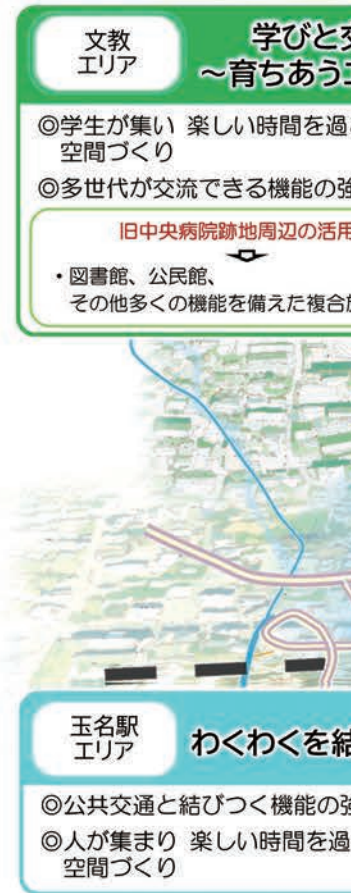 文教
エリア
学びと交
～育ちあうエ
◎学生が集い 楽しい時間を過
空間づくり
◎多世代が交流できる機能の強
旧中央病院跡地周辺の活用
・図書館、公民館、
その他多くの機能を備えた複合施
玉名駅
エリア
わくわくを結
◎公共交通と結びつく機能の強
◎人が集まり 楽しい時間を過
空間づくり